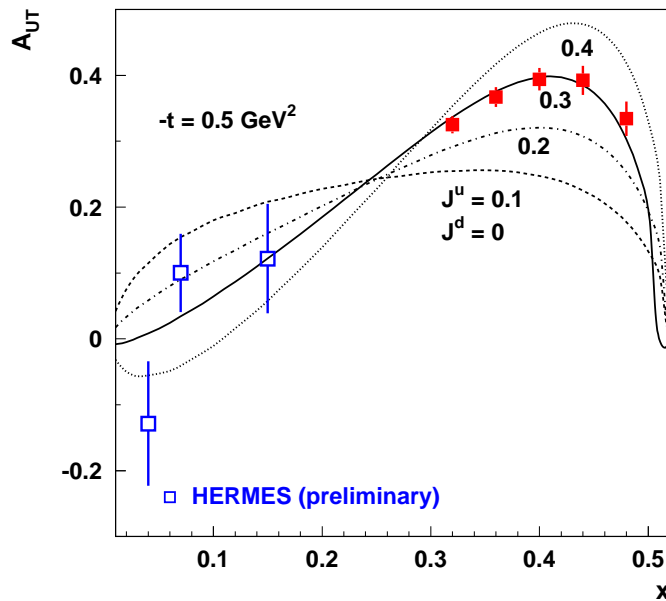 A_UT
0.4
0.4
-t = 0.5 GeV²
0.3
0.2
0.2
J^u = 0.1
J^d = 0
0
-0.2
HERMES (preliminary)
0.1
0.2
0.3
0.4
0.5
x